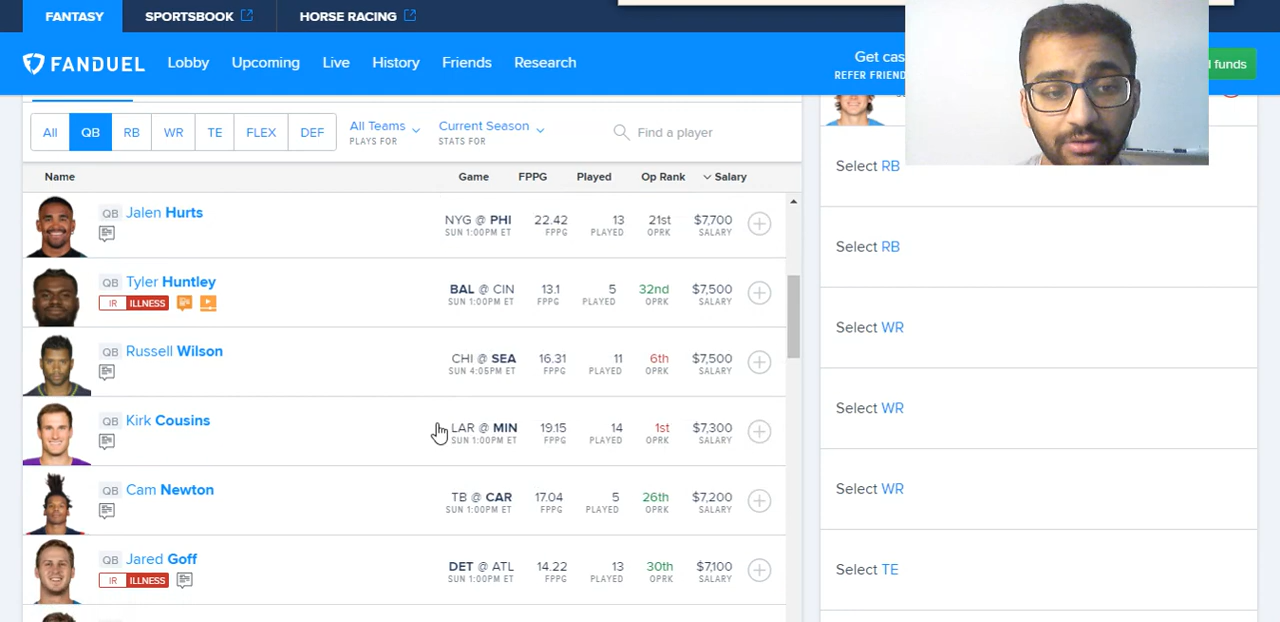 FANTASY SPORTSBOOK HORSE RACING
FANDUEL Lobby Upcoming Live History Friends Research
Get cas
REFER FRIEND
funds
All QB RB WR TE FLEX DEF
All Teams
PLAYS FOR
Current Season
STATS FOR
Find a player
Name Game FPPG Played Op Rank Salary
QB Jalen Hurts NYG @ PHI 22.42 13 21st $7,700
SUN 1:00PM ET FPPG PLAYED OPRK SALARY
QB Tyler Huntley BAL @ CIN 13.1 5 32nd $7,500
IR ILLNESS SUN 1:00PM ET FPPG PLAYED OPRK SALARY
QB Russell Wilson CHI @ SEA 16.31 11 6th $7,500
SUN 4:05PM ET FPPG PLAYED OPRK SALARY
QB Kirk Cousins LAR @ MIN 19.15 14 1st $7,300
SUN 1:00PM ET FPPG PLAYED OPRK SALARY
QB Cam Newton TB @ CAR 17.04 5 26th $7,200
SUN 1:00PM ET FPPG PLAYED OPRK SALARY
QB Jared Goff DET @ ATL 14.22 13 30th $7,100
IR ILLNESS SUN 1:00PM ET FPPG PLAYED OPRK SALARY
Select RB
Select RB
Select WR
Select WR
Select WR
Select TE